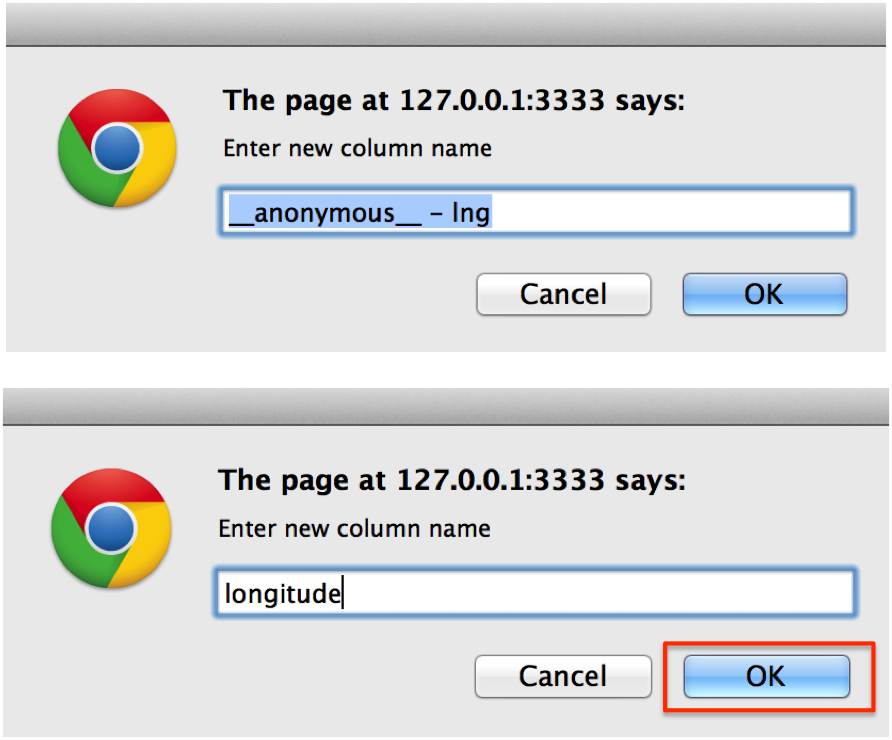 The page at 127.0.0.1:3333 says:
Enter new column name
__anonymous__ – lng
Cancel OK
The page at 127.0.0.1:3333 says:
Enter new column name
longitude
Cancel OK